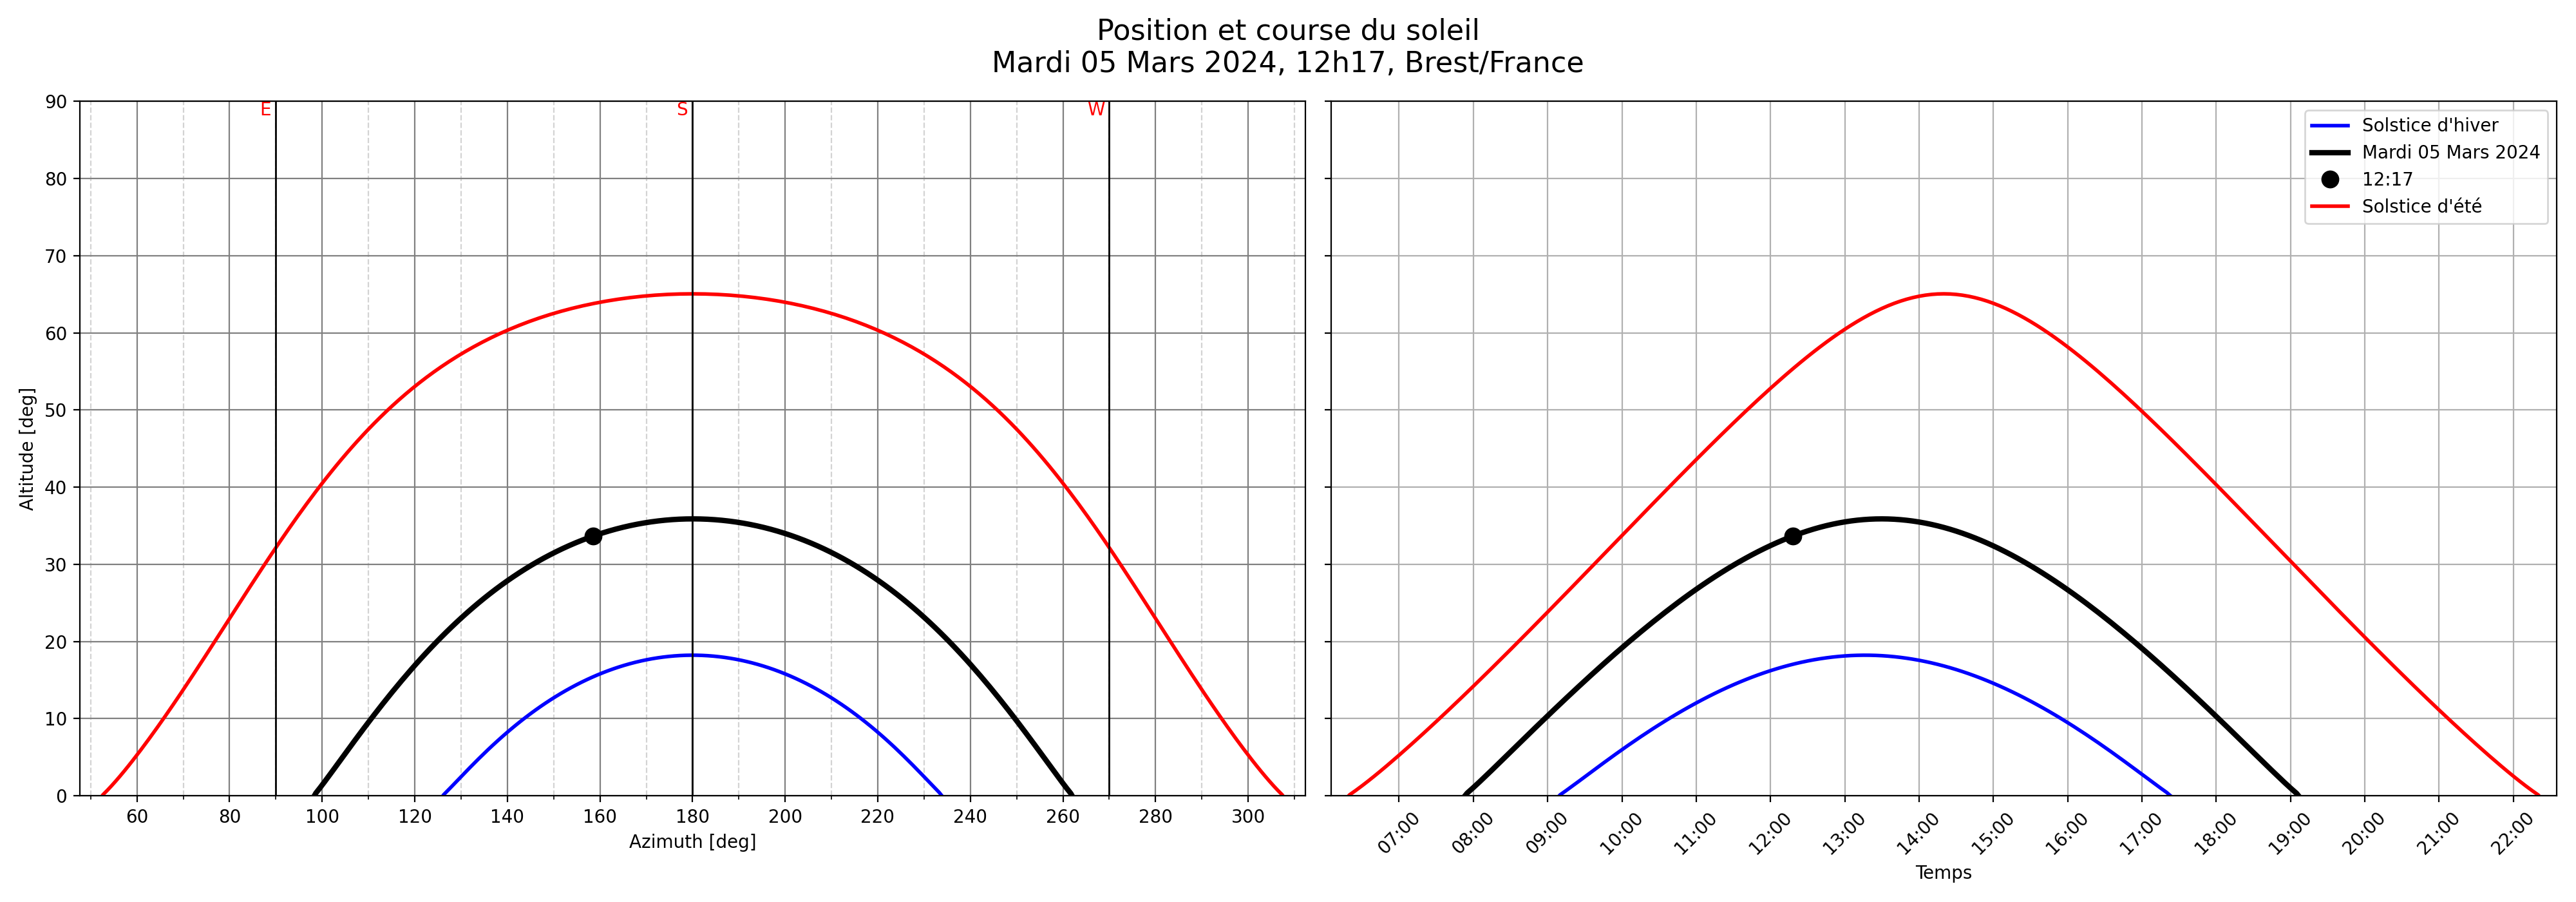 Position et course du soleil
Mardi 05 Mars 2024, 12h17, Brest/France
E
S
W
90
80
70
60
50
40
30
20
10
0
Altitude [deg]
60 80 100 120 140 160 180 200 220 240 260 280 300
Azimuth [deg]
Solstice d'hiver
Mardi 05 Mars 2024
12:17
Solstice d'été
07:00 08:00 09:00 10:00 11:00 12:00 13:00 14:00 15:00 16:00 17:00 18:00 19:00 20:00 21:00 22:00
Temps